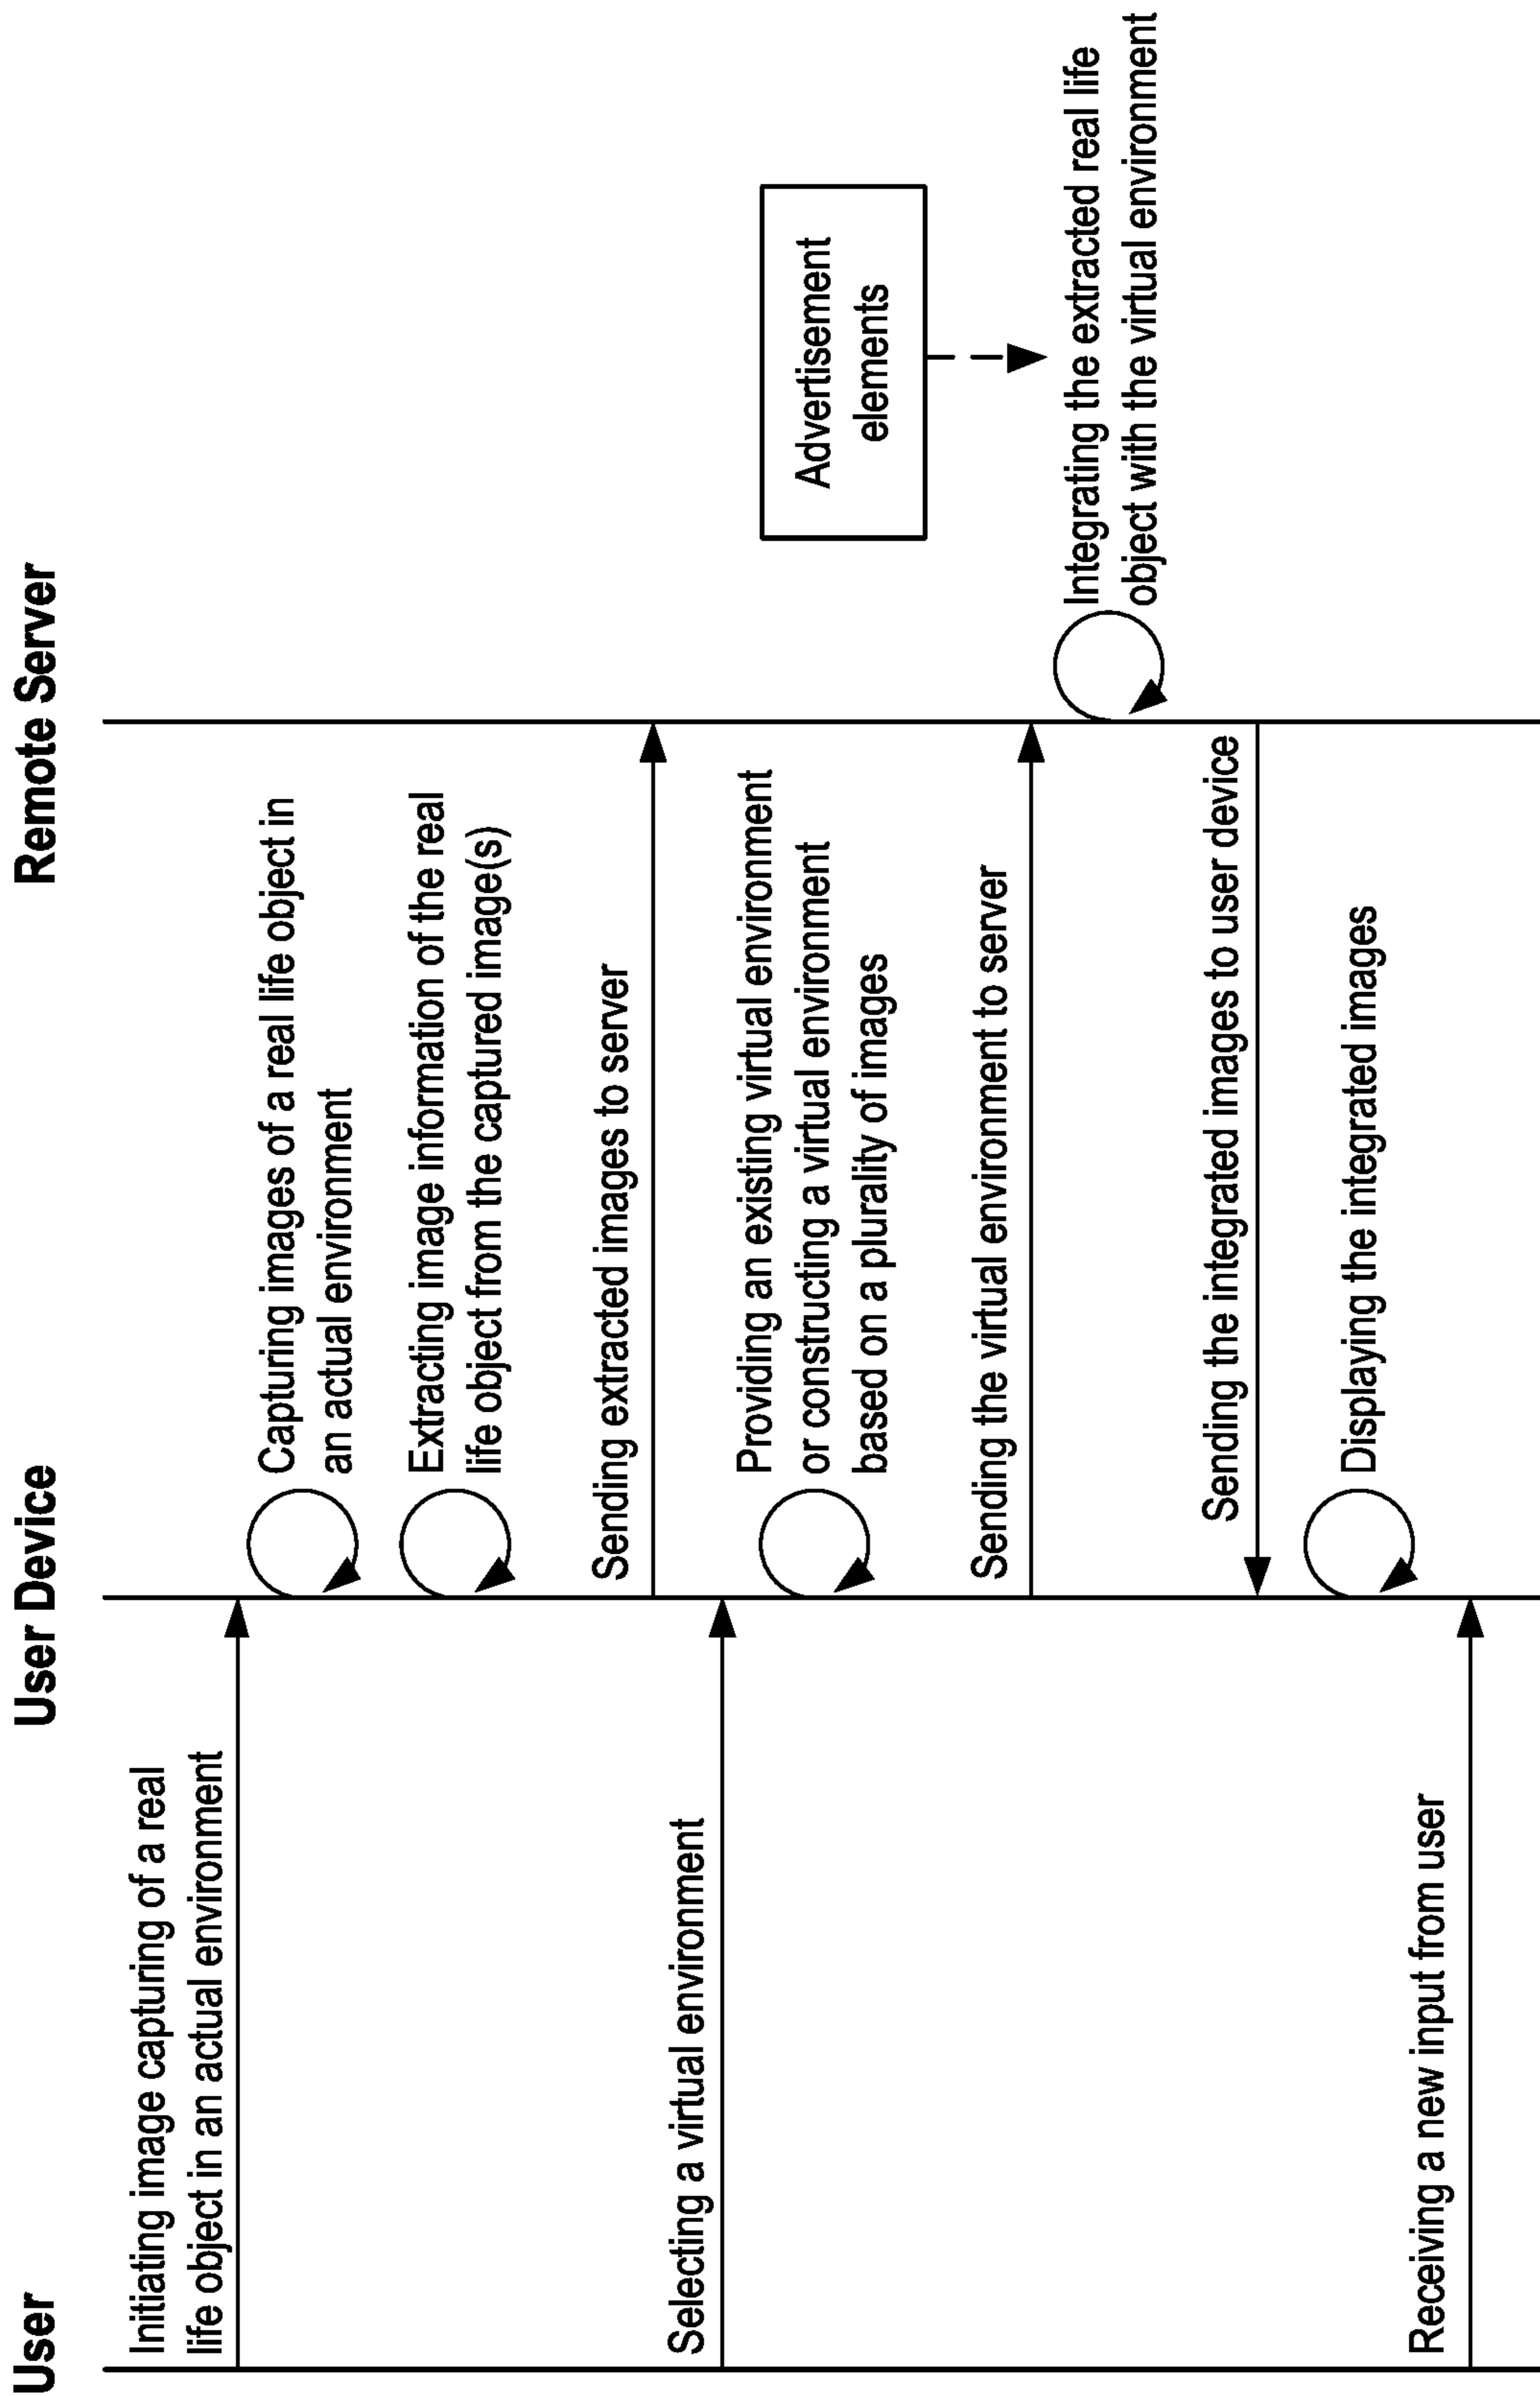 User
User Device
Remote Server
Initiating image capturing of a real
life object in an actual environment
Capturing images of a real life object in
an actual environment
Extracting image information of the real
life object from the captured image(s)
Sending extracted images to server
Selecting a virtual environment
Providing an existing virtual environment
or constructing a virtual environment
based on a plurality of images
Sending the virtual environment to server
Advertisement
elements
Integrating the extracted real life
object with the virtual environment
Sending the integrated images to user device
Displaying the integrated images
Receiving a new input from user